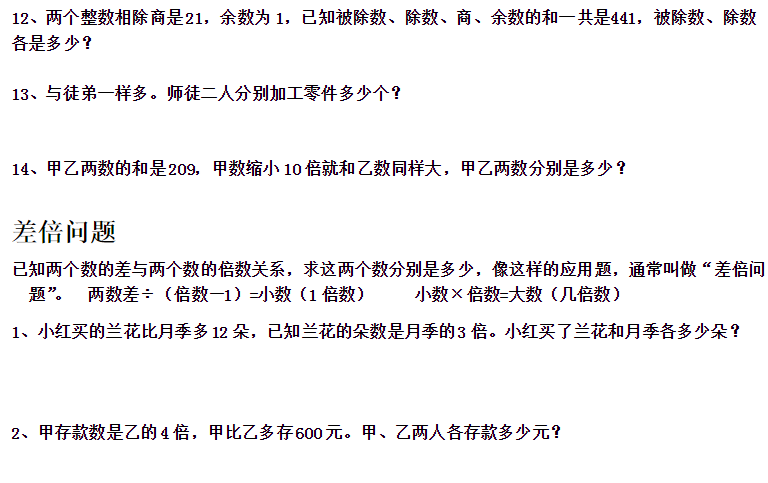 12、两个整数相除商是21，余数为 1，已知被除数、除数、商、余数的和一共是441，被除数、除数
各是多少？
13、与徒弟一样多。师徒二人分别加工零件多少个？
14、甲乙两数的和是209，甲数缩小 10 倍就和乙数同样大，甲乙两数分别是多少？
差倍问题
已知两个数的差与两个数的倍数关系，求这两个数分别是多少，像这样的应用题，通常叫做“差倍问
题”。 两数差÷（倍数—1）=小数（1 倍数） 小数×倍数=大数（几倍数）
1、小红买的兰花比月季多 12 朵，已知兰花的朵数是月季的3 倍。小红买了兰花和月季各多少朵？
2、甲存款数是乙的 4 倍，甲比乙多存 600 元。甲、乙两人各存款多少元？